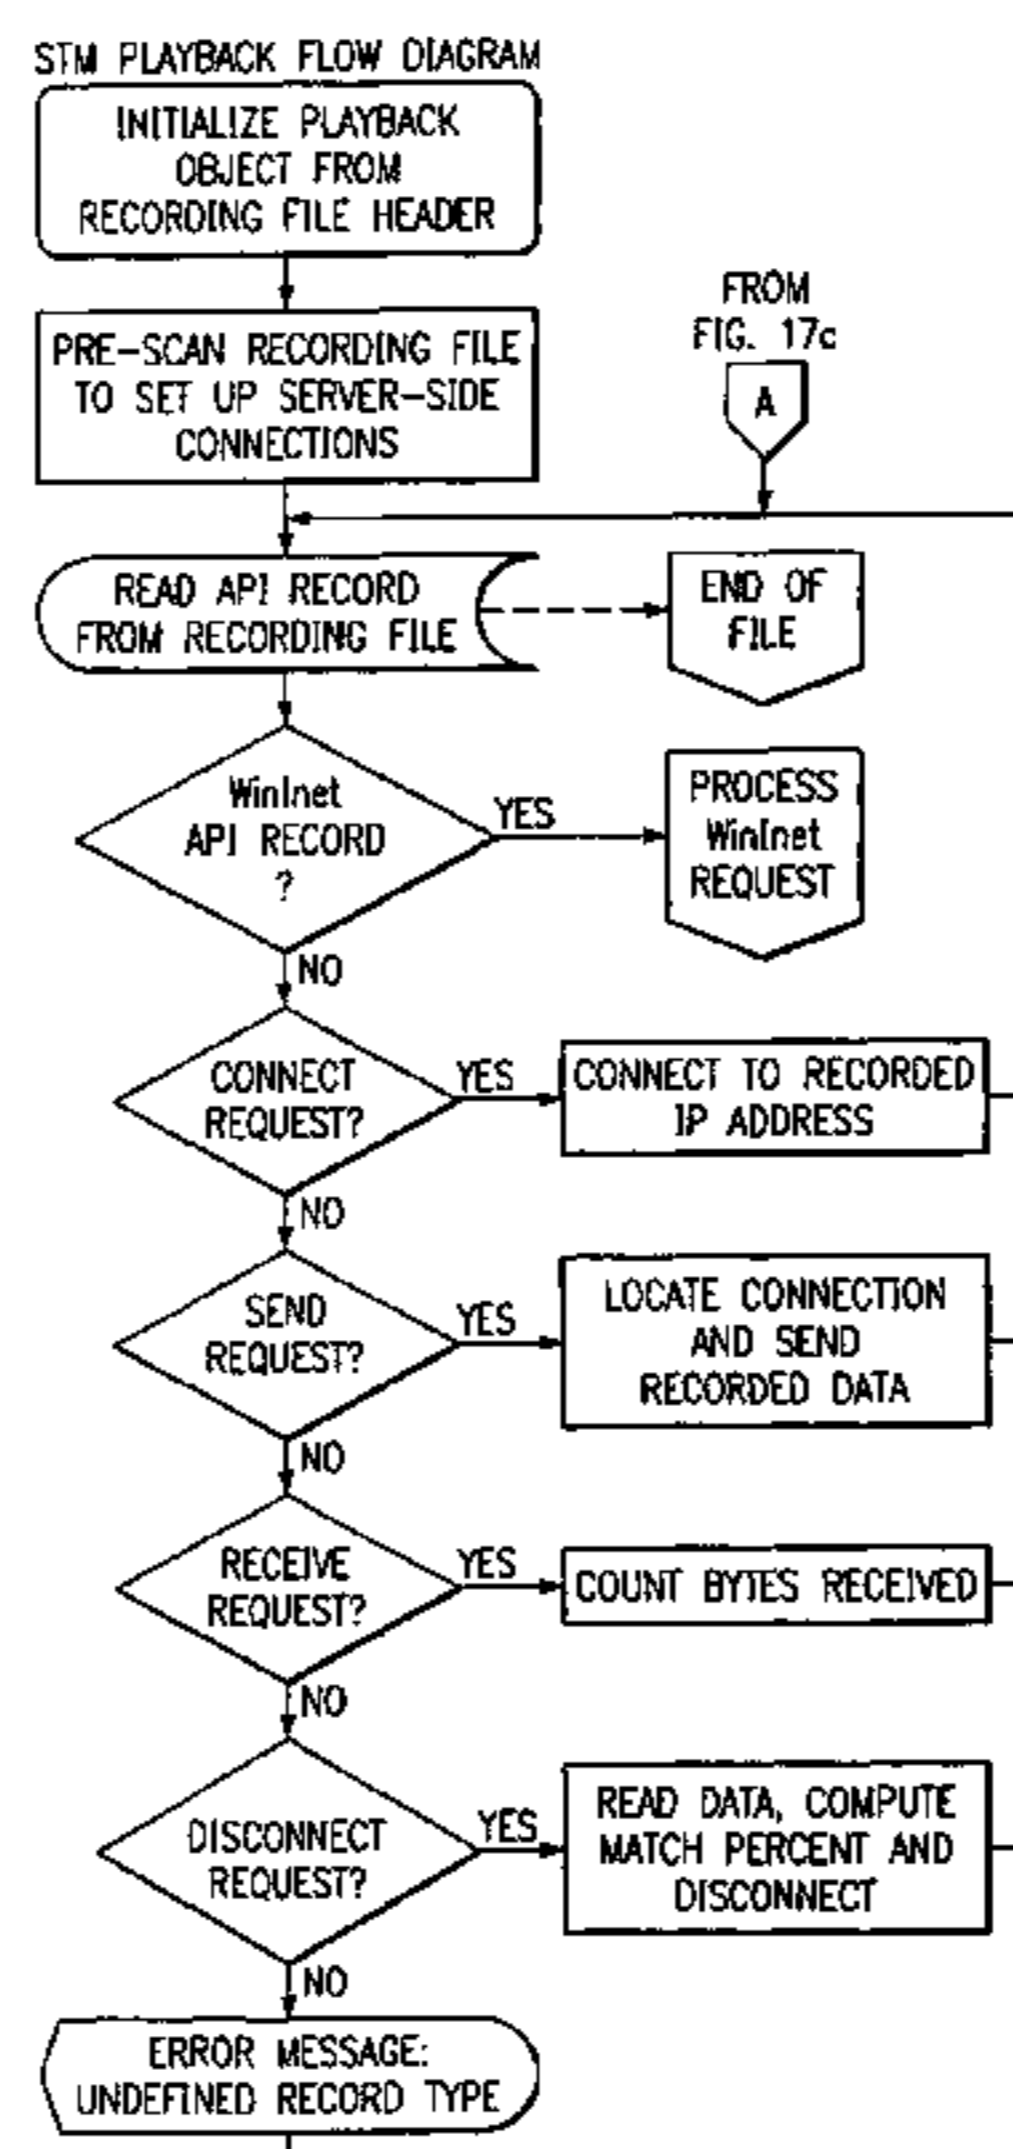 STM PLAYBACK FLOW DIAGRAM
INITIALIZE PLAYBACK
OBJECT FROM
RECORDING FILE HEADER
PRE-SCAN RECORDING FILE
TO SET UP SERVER-SIDE
CONNECTIONS
FROM
FIG. 17c
A
READ API RECORD
FROM RECORDING FILE
END OF
FILE
WinInet
API RECORD
?
YES
PROCESS
WinInet
REQUEST
NO
CONNECT
REQUEST?
YES
CONNECT TO RECORDED
IP ADDRESS
NO
SEND
REQUEST?
YES
LOCATE CONNECTION
AND SEND
RECORDED DATA
NO
RECEIVE
REQUEST?
YES
COUNT BYTES RECEIVED
NO
DISCONNECT
REQUEST?
YES
READ DATA, COMPUTE
MATCH PERCENT AND
DISCONNECT
NO
ERROR MESSAGE:
UNDEFINED RECORD TYPE